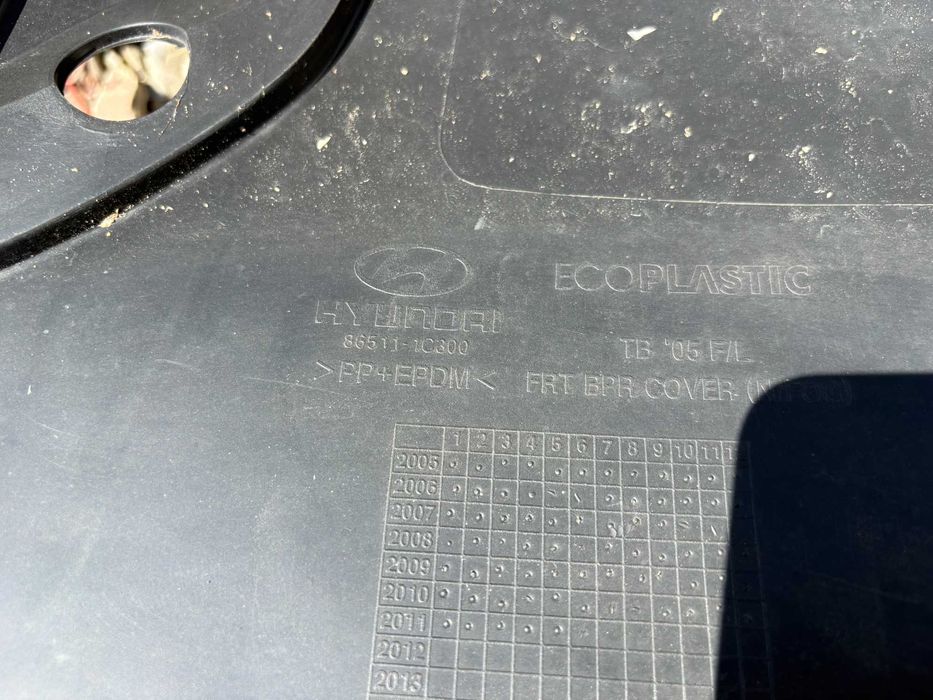 ECOPLASTIC
HYUNDAI
86511-1C300
TB '05 F/L
>PP+EPDM<
FRT BPR COVER
1 2 3 4 5 6 7 8 9 10 11
2005
2006
2007
2008
2009
2010
2011
2012
2013